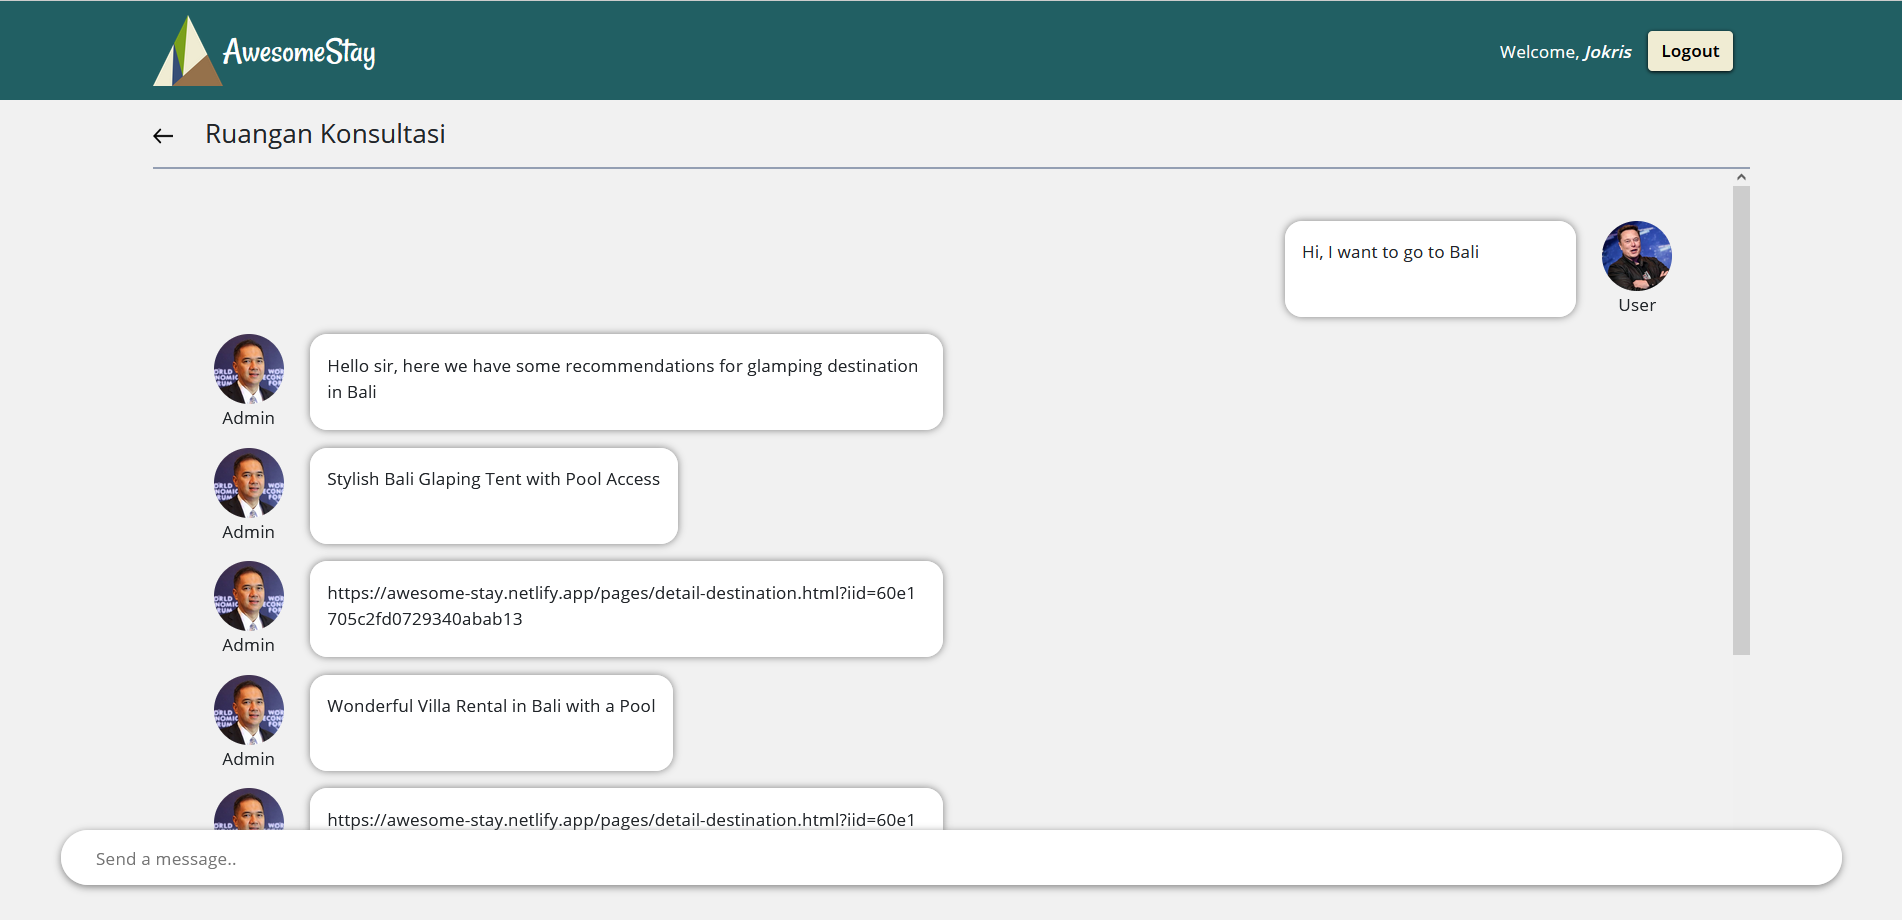 AwesomeStay
Welcome, Jokris
Logout
Ruangan Konsultasi
Hi, I want to go to Bali
User
Hello sir, here we have some recommendations for glamping destination
in Bali
Admin
Stylish Bali Glaping Tent with Pool Access
Admin
https://awesome-stay.netlify.app/pages/detail-destination.html?iid=60e1
705c2fd0729340abab13
Admin
Wonderful Villa Rental in Bali with a Pool
Admin
https://awesome-stay.netlify.app/pages/detail-destination.html?iid=60e1
Send a message..